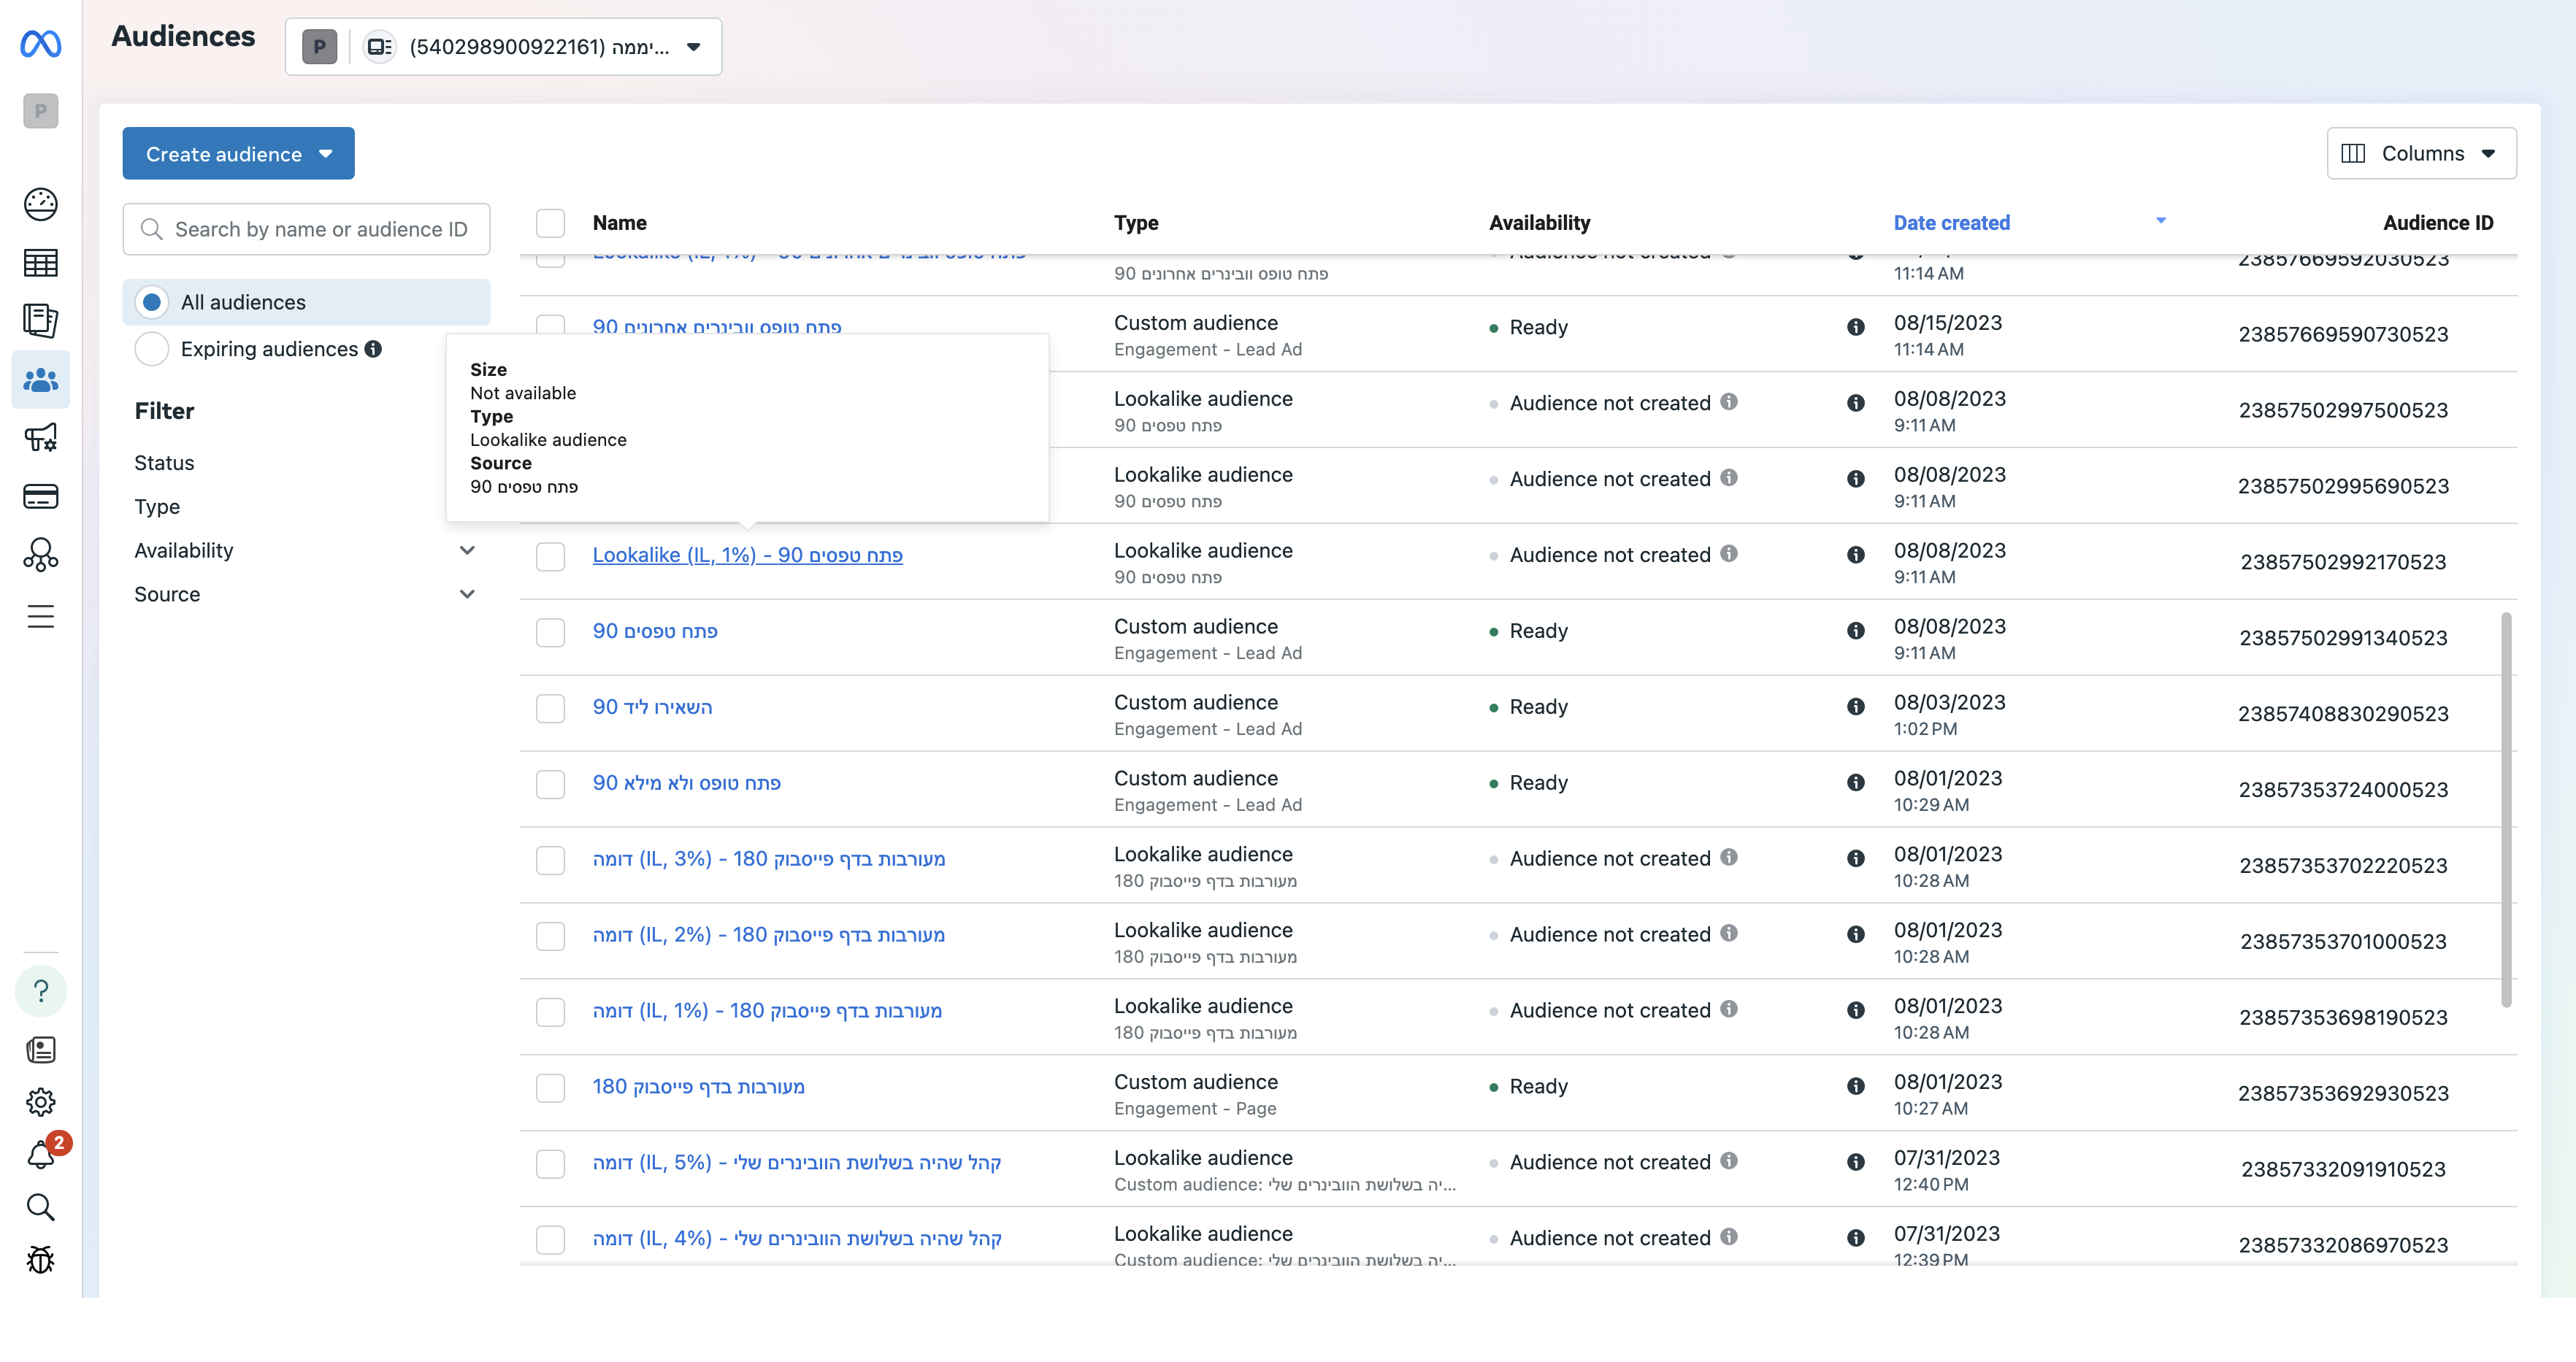 Audiences
P
(540298900922161) יממה...
P
Create audience
Columns
Search by name or audience ID
Name Type Availability Date created Audience ID
All audiences
Expiring audiences
Filter
Status
Type
Availability
Source
פתח טופס וובינרים אחרונים 90
11:14 AM
23857669592030523
פתח טופס וובינרים אחרונים 90
Custom audience
Engagement - Lead Ad
Ready
08/15/2023
11:14 AM
23857669590730523
Size
Not available
Type
Lookalike audience
Source
פתח טפסים 90
Lookalike audience
פתח טפסים 90
Audience not created
08/08/2023
9:11 AM
23857502997500523
Lookalike audience
פתח טפסים 90
Audience not created
08/08/2023
9:11 AM
23857502995690523
Lookalike (IL, 1%) - פתח טפסים 90
Lookalike audience
פתח טפסים 90
Audience not created
08/08/2023
9:11 AM
23857502992170523
פתח טפסים 90
Custom audience
Engagement - Lead Ad
Ready
08/08/2023
9:11 AM
23857502991340523
השאירו ליד 90
Custom audience
Engagement - Lead Ad
Ready
08/03/2023
1:02 PM
23857408830290523
פתח טופס ולא מילא 90
Custom audience
Engagement - Lead Ad
Ready
08/01/2023
10:29 AM
23857353724000523
דומה (IL, 3%) - מעורבות בדף פייסבוק 180
Lookalike audience
מעורבות בדף פייסבוק 180
Audience not created
08/01/2023
10:28 AM
23857353702220523
דומה (IL, 2%) - מעורבות בדף פייסבוק 180
Lookalike audience
מעורבות בדף פייסבוק 180
Audience not created
08/01/2023
10:28 AM
23857353701000523
דומה (IL, 1%) - מעורבות בדף פייסבוק 180
Lookalike audience
מעורבות בדף פייסבוק 180
Audience not created
08/01/2023
10:28 AM
23857353698190523
מעורבות בדף פייסבוק 180
Custom audience
Engagement - Page
Ready
08/01/2023
10:27 AM
23857353692930523
דומה (IL, 5%) - קהל שהיה בשלושת הוובינרים שלי
Lookalike audience
Custom audience: יה בשלושת הוובינרים שלי...
Audience not created
07/31/2023
12:40 PM
23857332091910523
דומה (IL, 4%) - קהל שהיה בשלושת הוובינרים שלי
Lookalike audience
Custom audience: יה בשלושת הוובינרים שלי...
Audience not created
07/31/2023
12:39 PM
23857332086970523
?
2